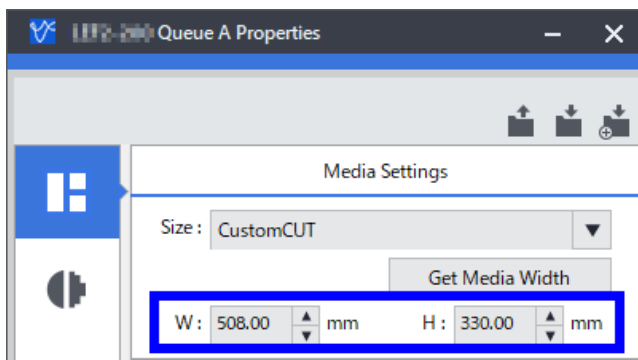 Queue A Properties
Media Settings
Size : CustomCUT
Get Media Width
W : 508.00 mm H : 330.00 mm